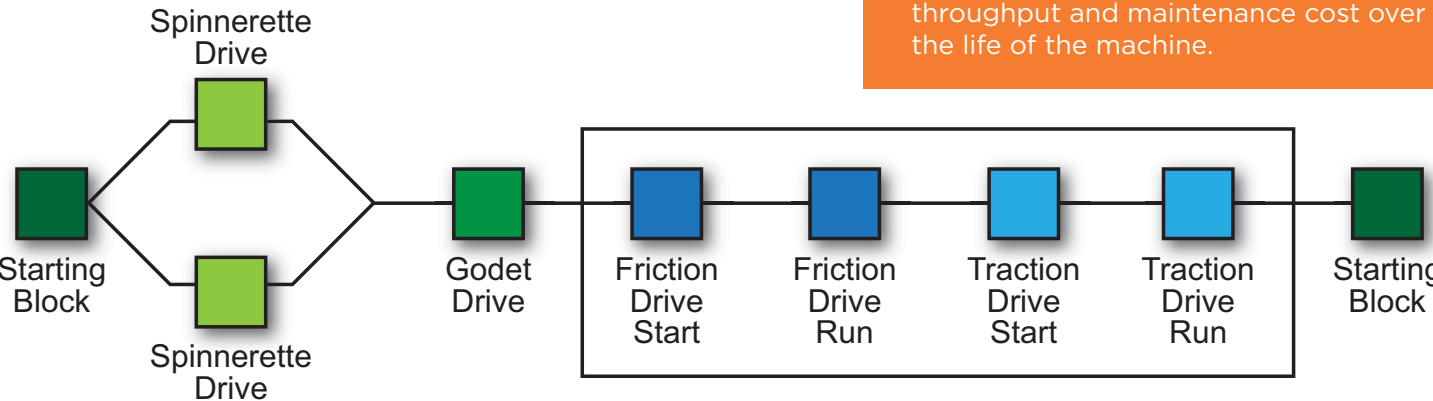 Spinnerette
Drive
throughput and maintenance cost over
the life of the machine.
Starting
Block
Godet
Drive
Friction
Drive
Start
Friction
Drive
Run
Traction
Drive
Start
Traction
Drive
Run
Starting
Block
Spinnerette
Drive